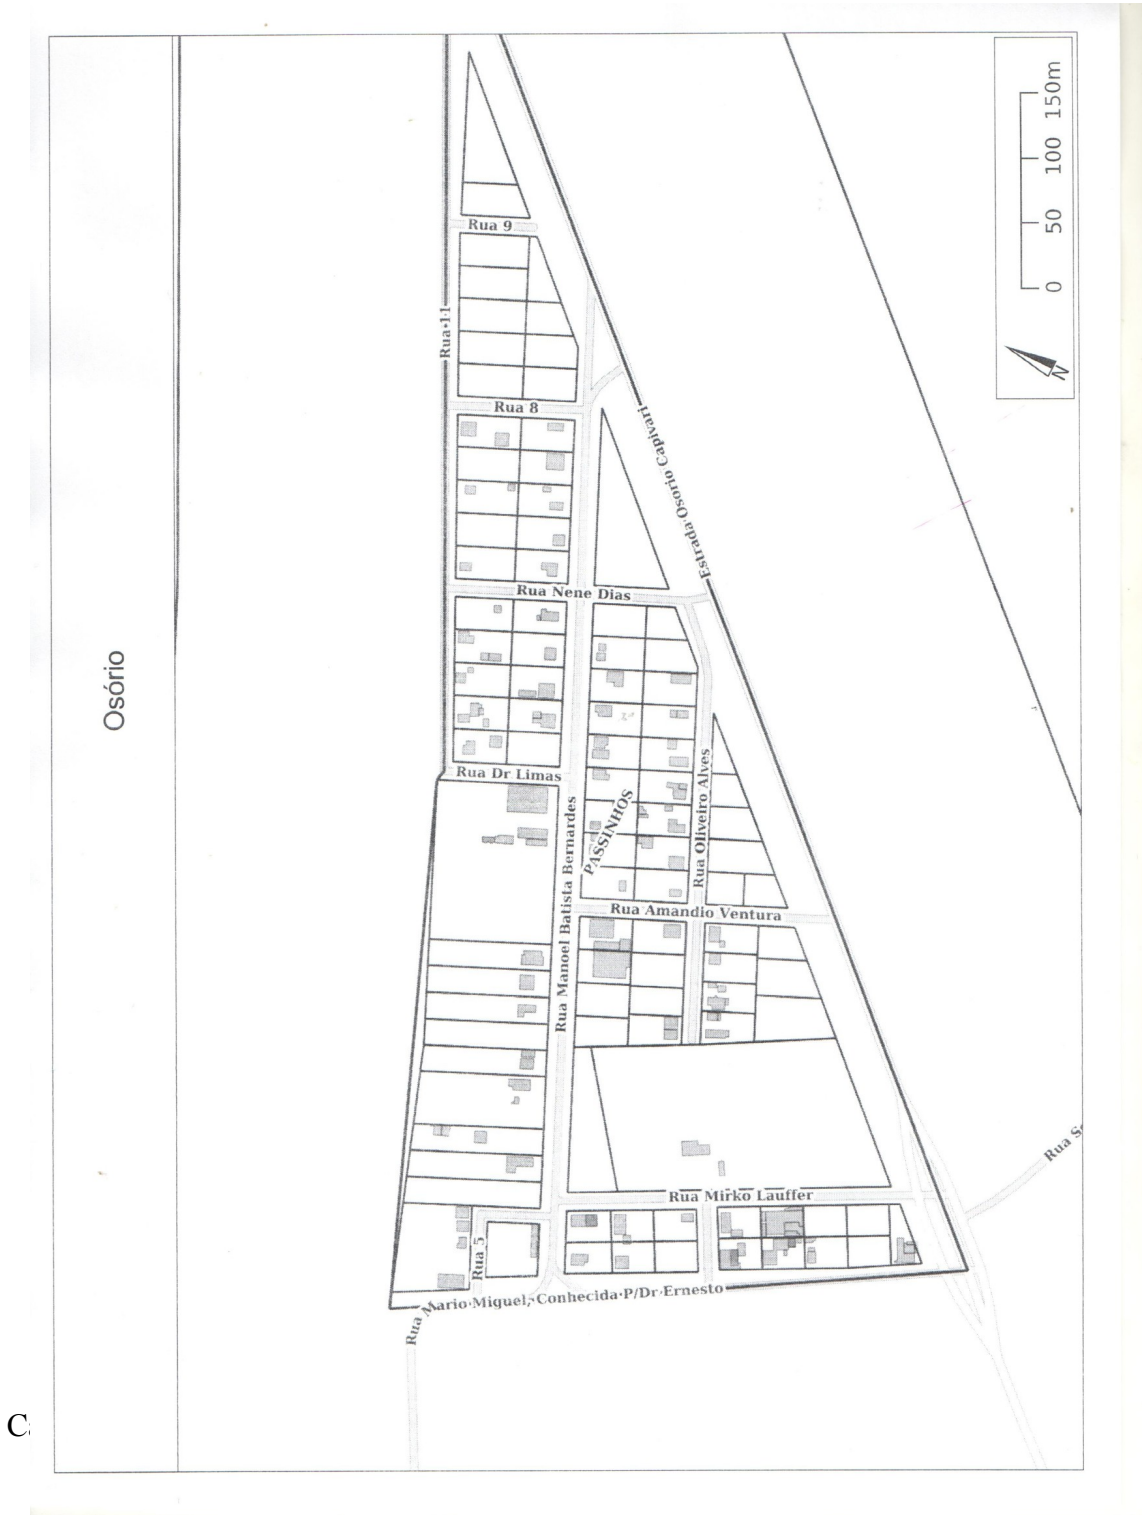 Osório
0 50 100 150m
N
Rua 9
Rua 11
Rua 8
Estrada Osorio Capivari
Rua Nene Dias
Rua Dr Limas
Rua Manoel Batista Bernardes
PASSINHOS
Rua Oliveiro Alves
Rua Amandio Ventura
Rua S
Rua Mirko Lauffer
Rua 5
Rua Mario Miguel, Conhecida P/Dr Ernesto